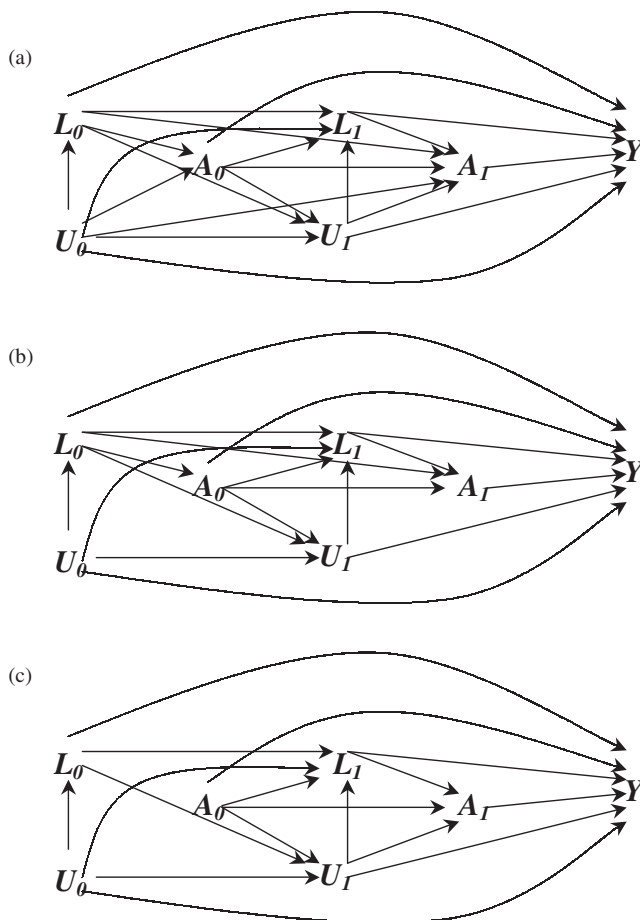 (a)
L₀ L₁ Y
A₀ A₁
U₀ U₁
(b)
L₀ L₁ Y
A₀ A₁
U₀ U₁
(c)
L₀ L₁ Y
A₀ A₁
U₀ U₁